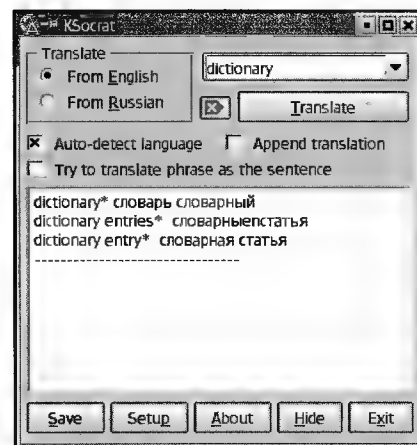 KSocrat
Translate
From English
From Russian
dictionary
Translate
Auto-detect language
Append translation
Try to translate phrase as the sentence
dictionary* словарь словарный
dictionary entries* словарныепстатья
dictionary entry* словарная статья
------------------------------
Save
Setup
About
Hide
Exit